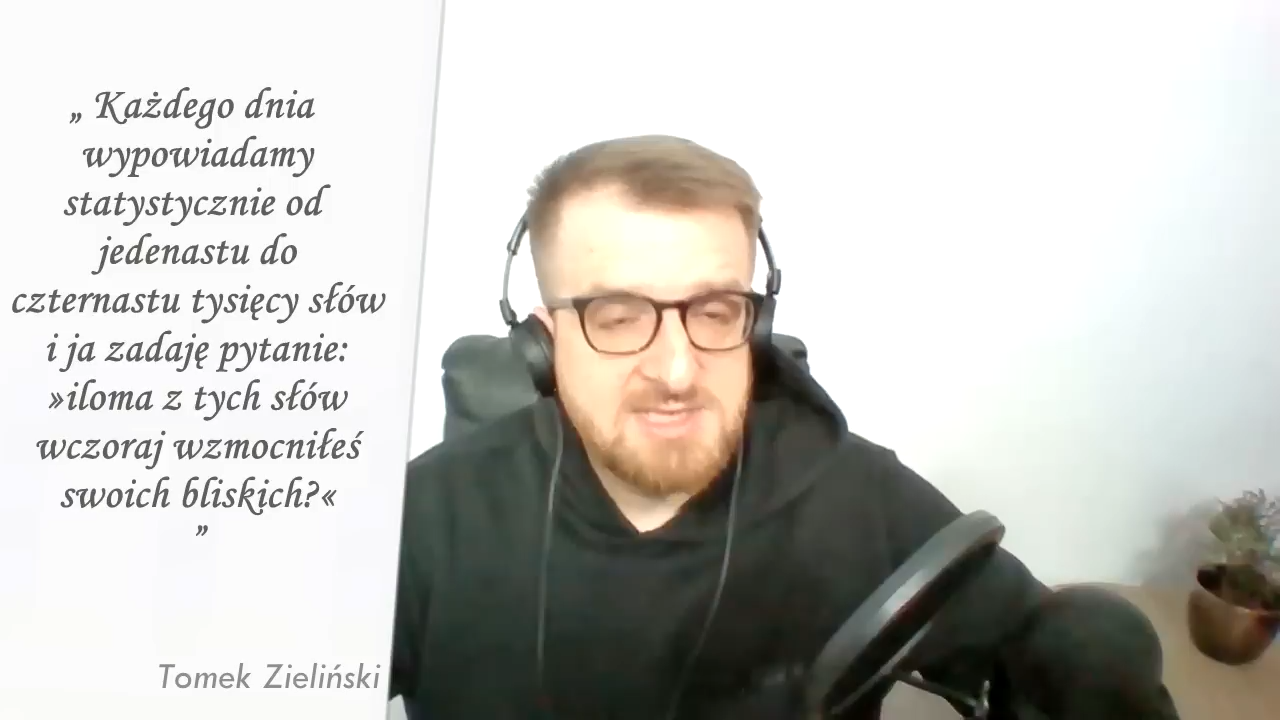 „ Każdego dnia
wypowiadamy
statystycznie od
jedenastu do
czternastu tysięcy słów
i ja zadaję pytanie:
»iloma z tych słów
wczoraj wzmocniłeś
swoich bliskich?«
”
Tomek Zieliński